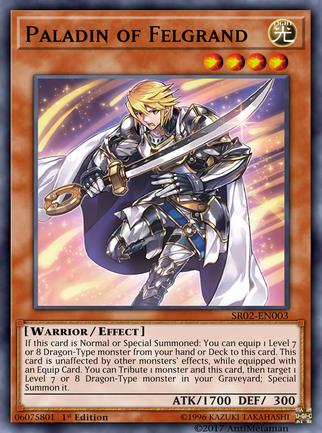 PALADIN OF FELGRAND
LIGHT
光
SR02-EN003
[WARRIOR/EFFECT]
If this card is Normal or Special Summoned: You can equip 1 Level 7
or 8 Dragon-Type monster from your hand or Deck to this card. This
card is unaffected by other monsters' effects, while equipped with
an Equip Card. You can Tribute 1 monster and this card, then target 1
Level 7 or 8 Dragon-Type monster in your Graveyard; Special
Summon it.
ATK/1700 DEF/ 300
06075801 1st Edition ©1996 KAZUKI TAKAHASHI
©2017 AntiMetaman